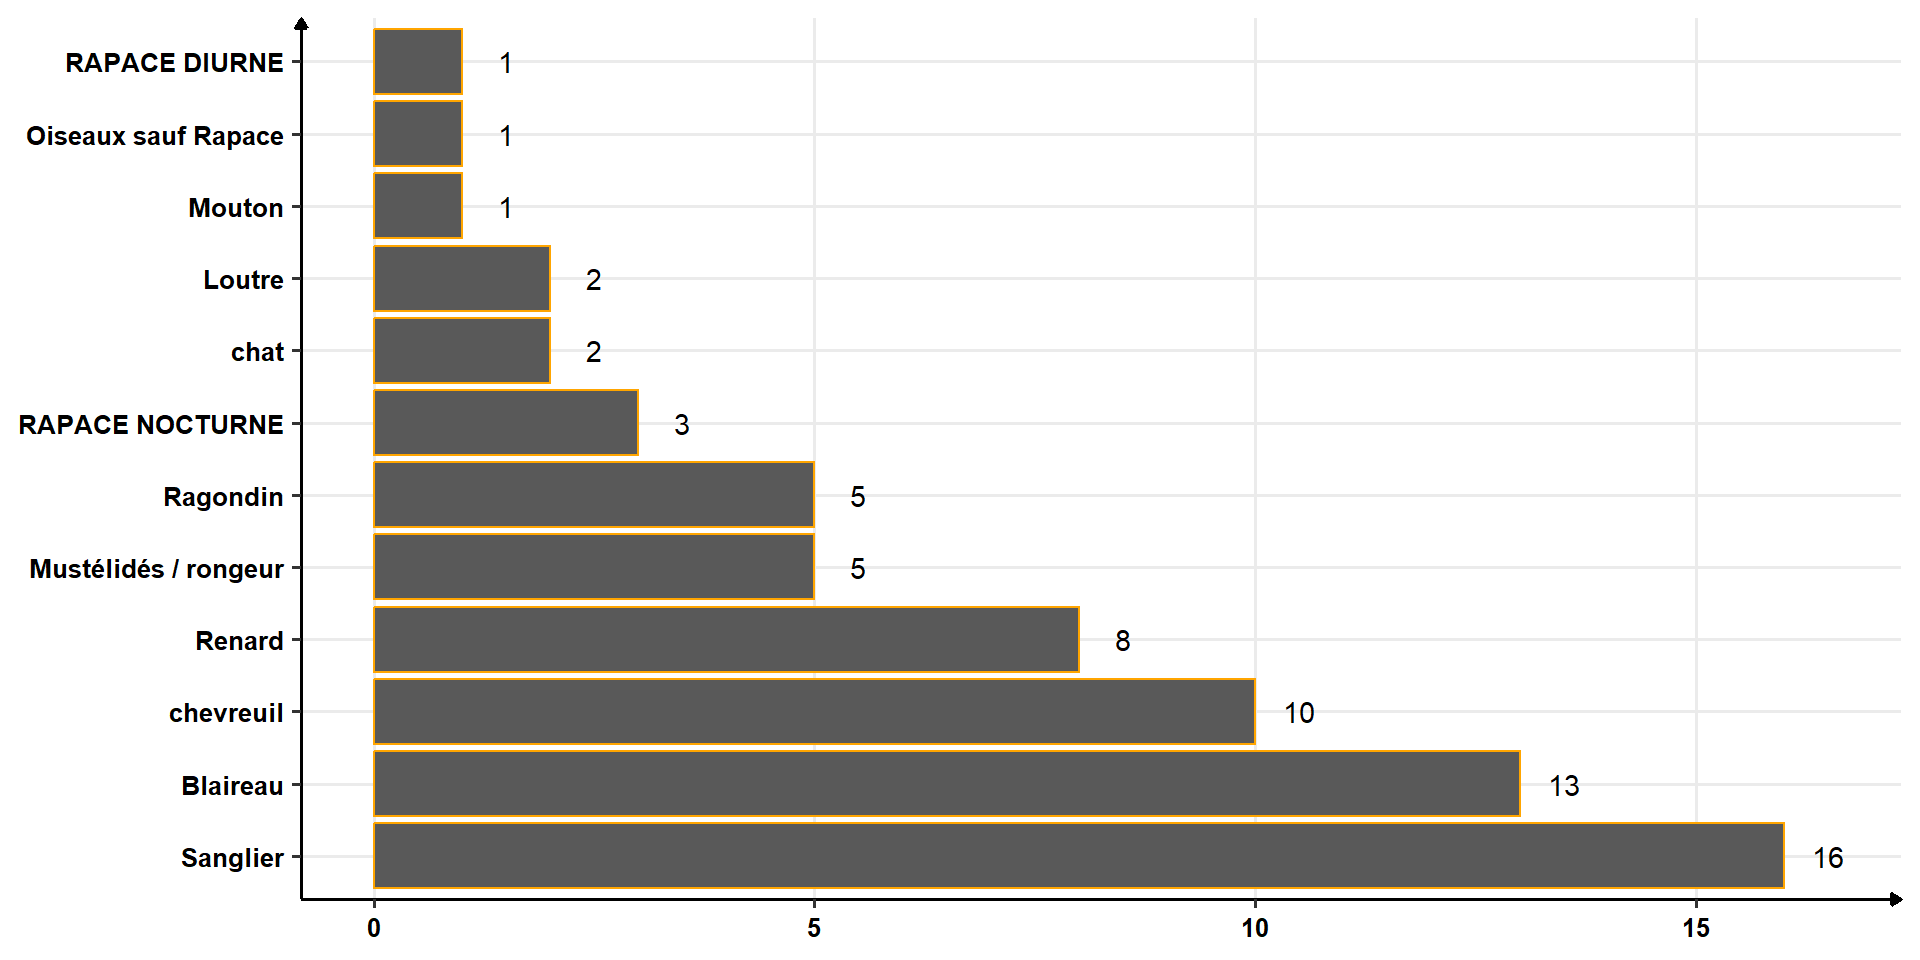 RAPACE DIURNE 1
Oiseaux sauf Rapace 1
Mouton 1
Loutre 2
chat 2
RAPACE NOCTURNE 3
Ragondin 5
Mustélidés / rongeur 5
Renard 8
chevreuil 10
Blaireau 13
Sanglier 16
0 5 10 15